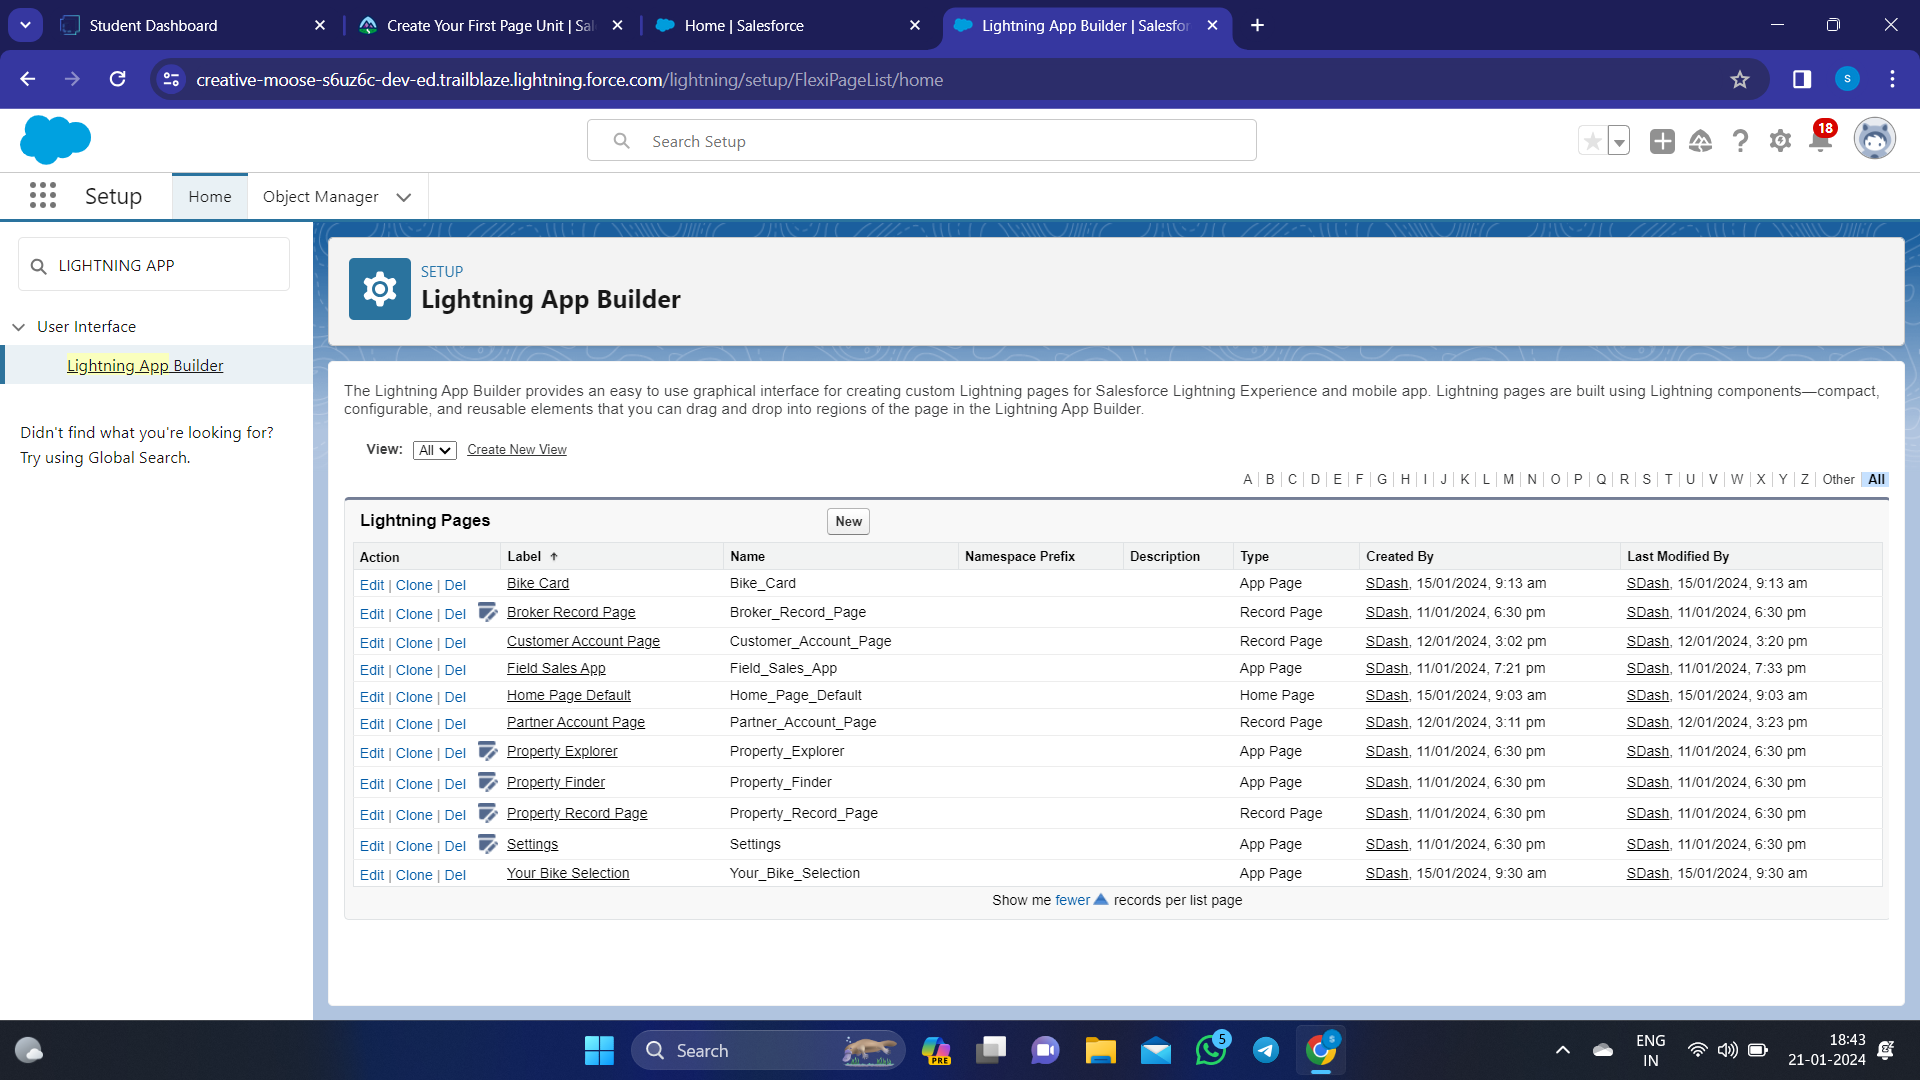 Student Dashboard
Create Your First Page Unit | Sal
Home | Salesforce
Lightning App Builder | Salesfor
creative-moose-s6uz6c-dev-ed.trailblaze.lightning.force.com/lightning/setup/FlexiPageList/home
S
Search Setup
18
Setup
Home
Object Manager
LIGHTNING APP
User Interface
Lightning App Builder
Didn't find what you're looking for?
Try using Global Search.
SETUP
Lightning App Builder
The Lightning App Builder provides an easy to use graphical interface for creating custom Lightning pages for Salesforce Lightning Experience and mobile app. Lightning pages are built using Lightning components—compact,
configurable, and reusable elements that you can drag and drop into regions of the page in the Lightning App Builder.
View: All Create New View
A | B | C | D | E | F | G | H | I | J | K | L | M | N | O | P | Q | R | S | T | U | V | W | X | Y | Z | Other All
Lightning Pages New
Action Label Name Namespace Prefix Description Type Created By Last Modified By
Edit | Clone | Del Bike Card Bike_Card App Page SDash, 15/01/2024, 9:13 am SDash, 15/01/2024, 9:13 am
Edit | Clone | Del Broker Record Page Broker_Record_Page Record Page SDash, 11/01/2024, 6:30 pm SDash, 11/01/2024, 6:30 pm
Edit | Clone | Del Customer Account Page Customer_Account_Page Record Page SDash, 12/01/2024, 3:02 pm SDash, 12/01/2024, 3:20 pm
Edit | Clone | Del Field Sales App Field_Sales_App App Page SDash, 11/01/2024, 7:21 pm SDash, 11/01/2024, 7:33 pm
Edit | Clone | Del Home Page Default Home_Page_Default Home Page SDash, 15/01/2024, 9:03 am SDash, 15/01/2024, 9:03 am
Edit | Clone | Del Partner Account Page Partner_Account_Page Record Page SDash, 12/01/2024, 3:11 pm SDash, 12/01/2024, 3:23 pm
Edit | Clone | Del Property Explorer Property_Explorer App Page SDash, 11/01/2024, 6:30 pm SDash, 11/01/2024, 6:30 pm
Edit | Clone | Del Property Finder Property_Finder App Page SDash, 11/01/2024, 6:30 pm SDash, 11/01/2024, 6:30 pm
Edit | Clone | Del Property Record Page Property_Record_Page Record Page SDash, 11/01/2024, 6:30 pm SDash, 11/01/2024, 6:30 pm
Edit | Clone | Del Settings Settings App Page SDash, 11/01/2024, 6:30 pm SDash, 11/01/2024, 6:30 pm
Edit | Clone | Del Your Bike Selection Your_Bike_Selection App Page SDash, 15/01/2024, 9:30 am SDash, 15/01/2024, 9:30 am
Show me fewer records per list page
Search
PRE
5
S
ENG
IN
18:43
21-01-2024